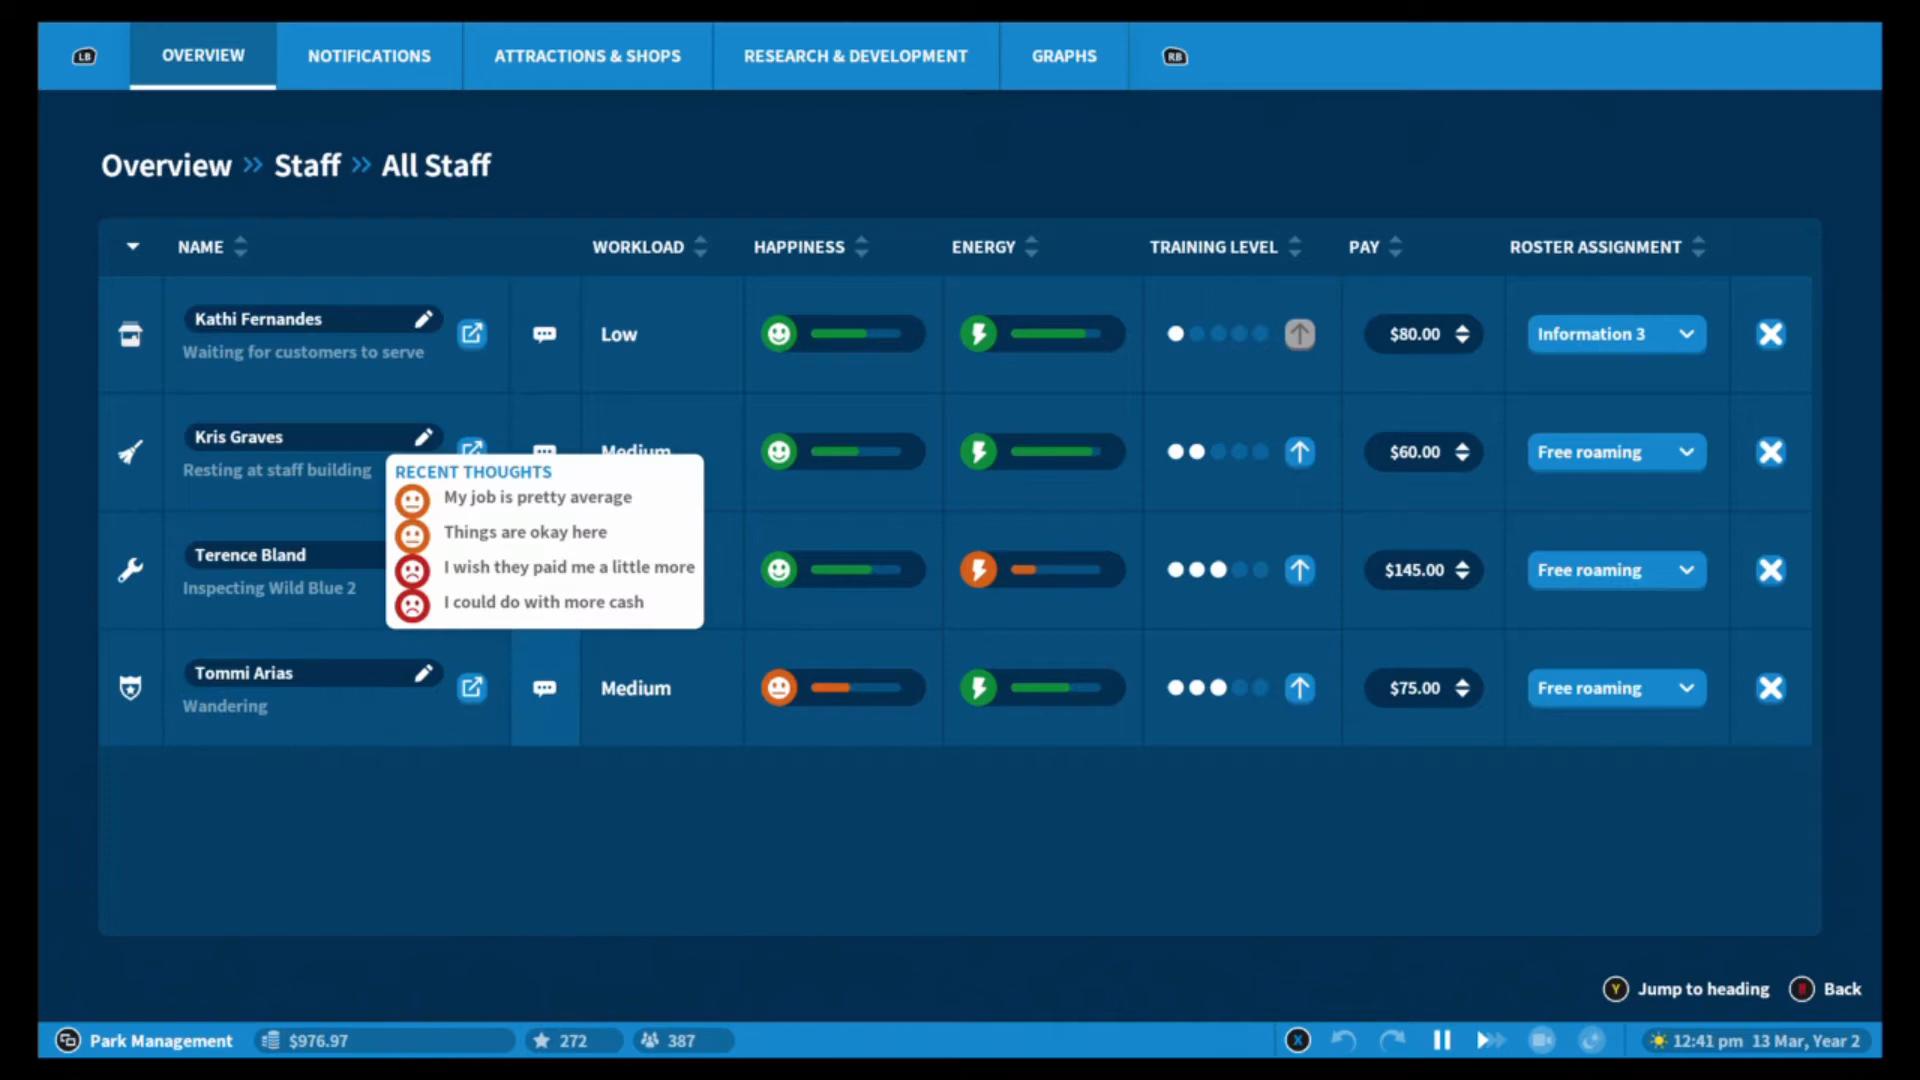 LB OVERVIEW NOTIFICATIONS ATTRACTIONS & SHOPS RESEARCH & DEVELOPMENT GRAPHS RB
Overview » Staff » All Staff
NAME WORKLOAD HAPPINESS ENERGY TRAINING LEVEL PAY ROSTER ASSIGNMENT
Kathi Fernandes
Waiting for customers to serve
Low $80.00 Information 3
Kris Graves
Resting at staff building
Medium $60.00 Free roaming
RECENT THOUGHTS
My job is pretty average
Things are okay here
I wish they paid me a little more
I could do with more cash
Terence Bland
Inspecting Wild Blue 2
$145.00 Free roaming
Tommi Arias
Wandering
Medium $75.00 Free roaming
Y Jump to heading B Back
Park Management $976.97 272 387 X 12:41 pm 13 Mar, Year 2